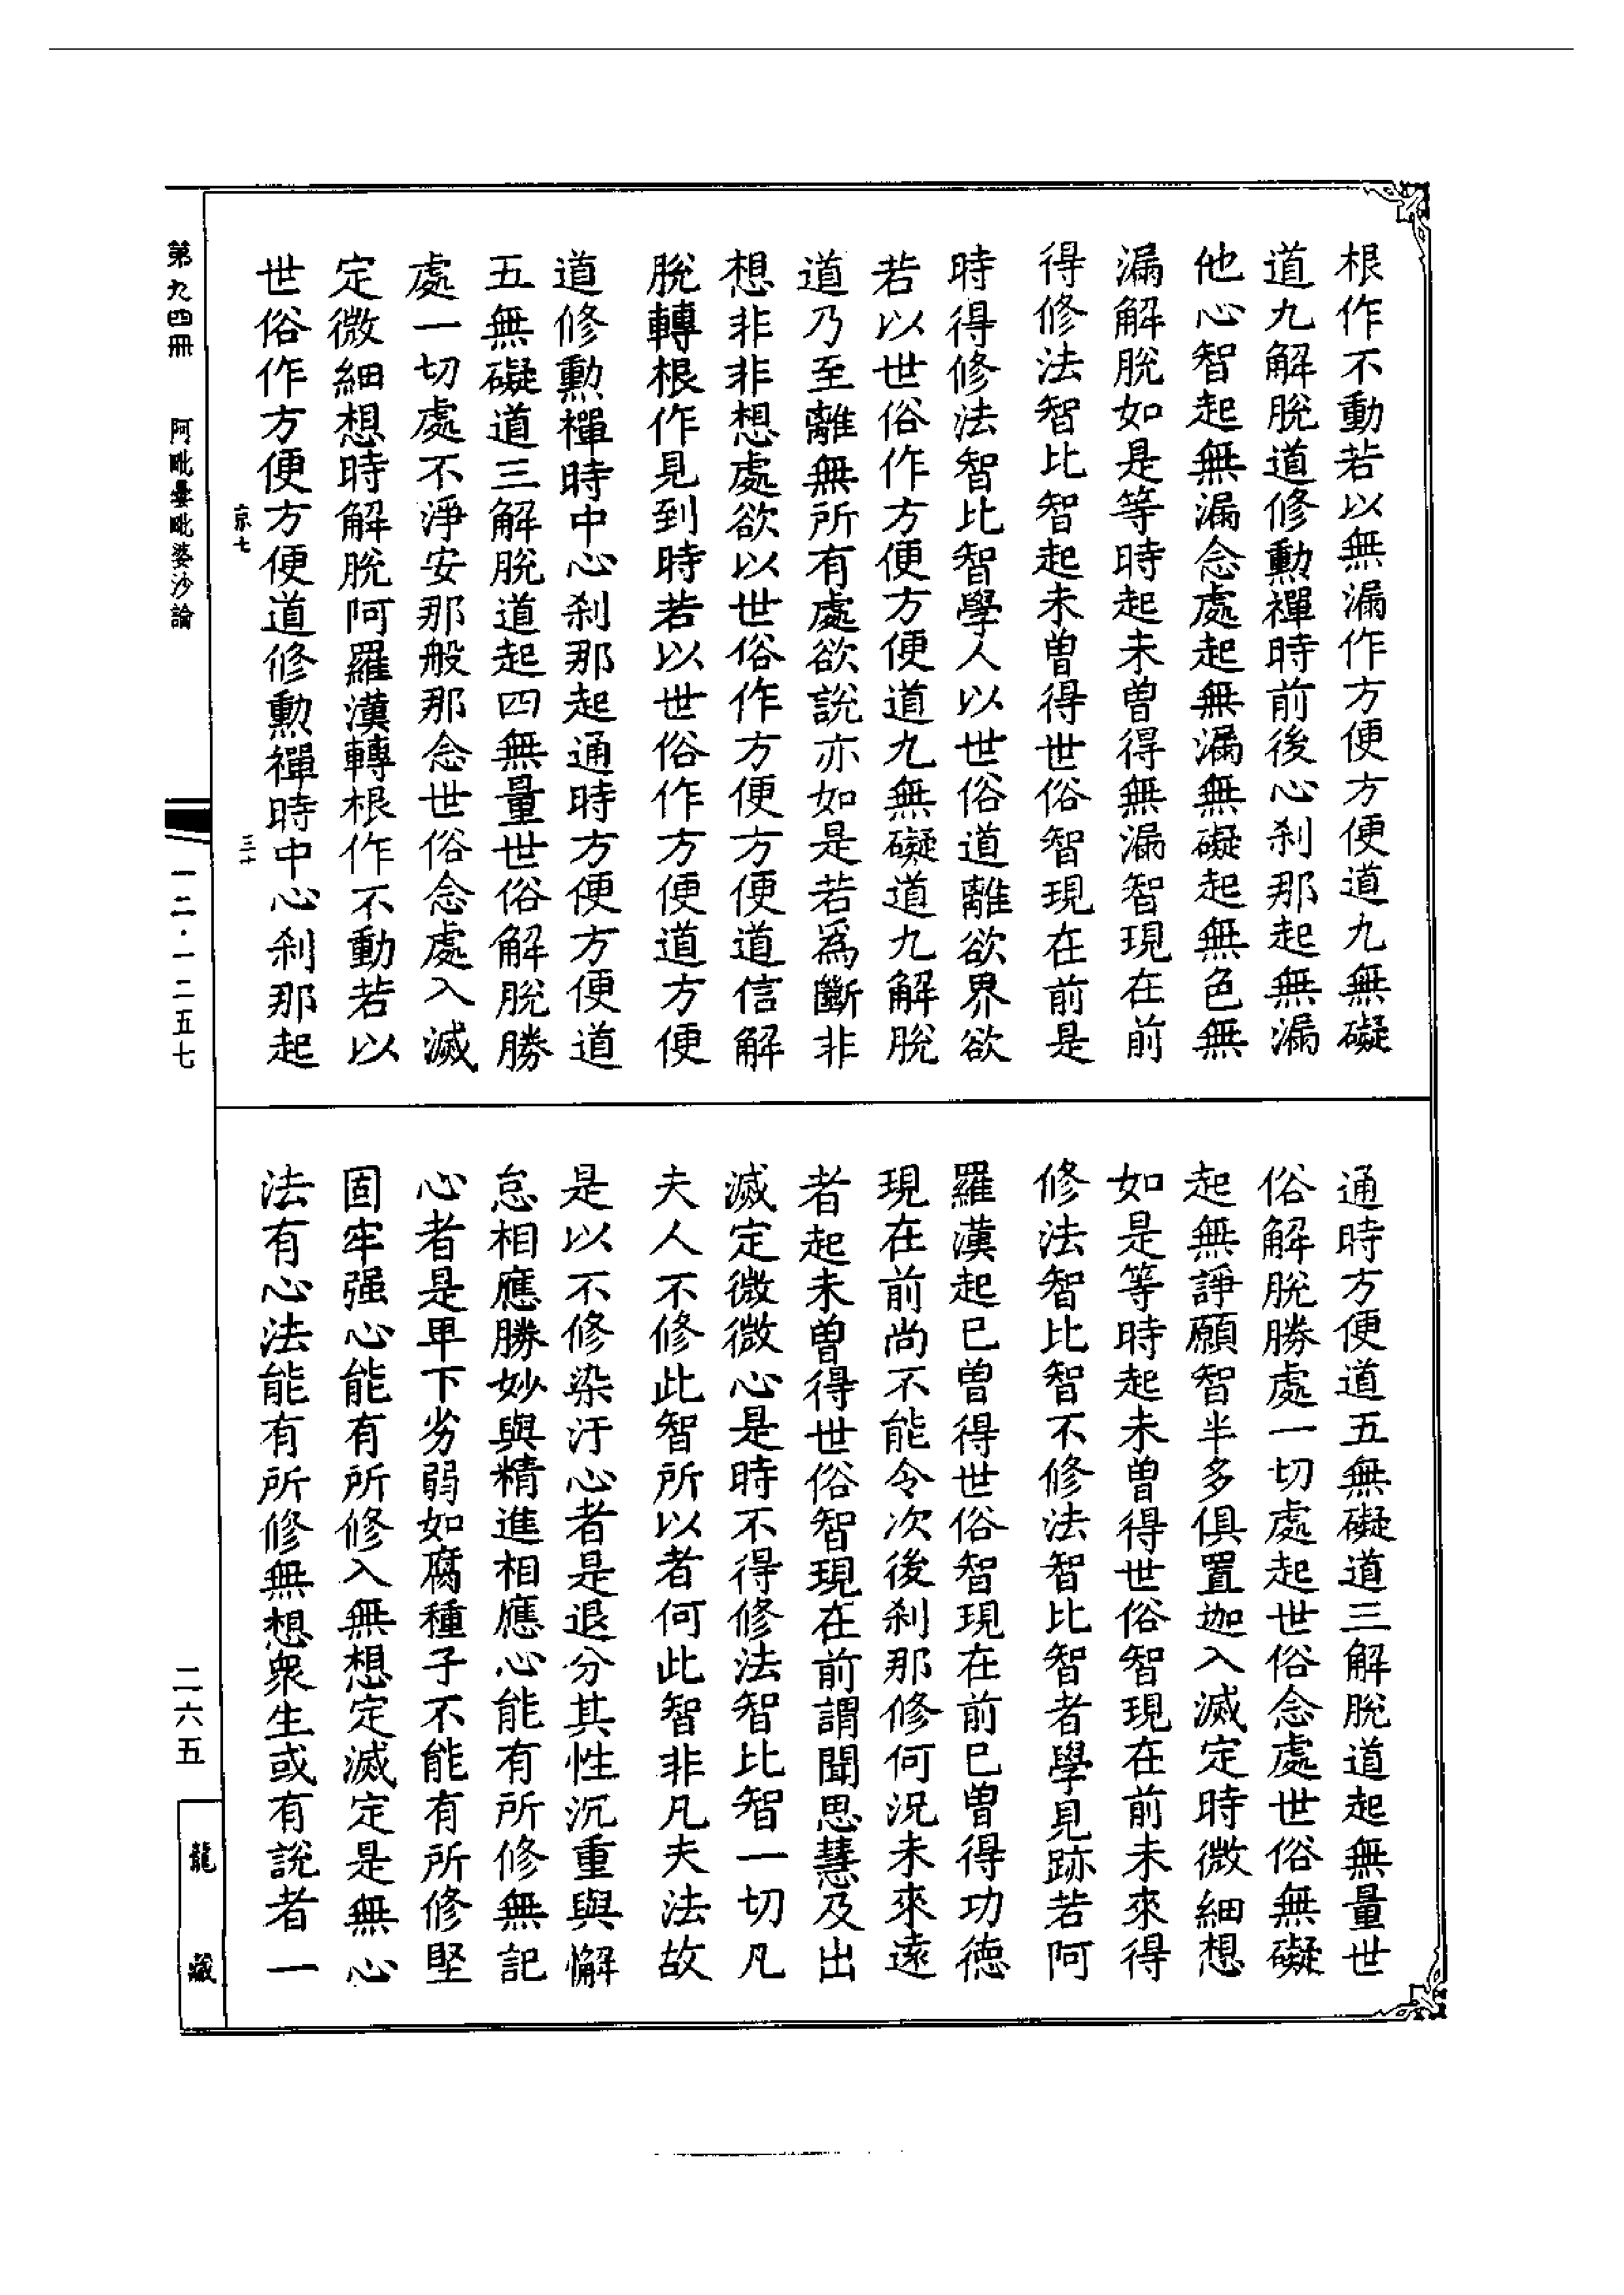 根作不動若以無漏作方便方便道九無礙
道九解脫道修勳禪時前後心刹那起無漏
他心智起無漏念處起無漏無礙起無色無
漏解脫如是等時起未曾得無漏智現在前
得修法智比智起未曾得世俗智現在前是
時得修法智比智學人以世俗道離欲界欲
若以世俗作方便方便道九無礙道九解脫
道乃至離無所有處欲說亦如是若爲斷非
想非非想處欲以世俗作方便方便道信解
脫轉根作見到時若以世俗作方便道方便
道修勳禪時中心刹那起通時方便方便道
五無礙道三解脫道起四無量世俗解脫勝
處一切處不淨安那般那念世俗念處入滅
定微細想時解脫阿羅漢轉根作不動若以
世俗作方便方便道修勳禪時中心刹那起
通時方便道五無礙道三解脫道起無量世
俗解脫勝處一切處起世俗念處世俗無礙
起無諍願智半多俱置迦入滅定時微細想
如是等時起未曾得世俗智現在前未來得
修法智比智不修法智比智者學見跡若阿
羅漢起已曾得世俗智現在前已曾得功德
現在前尚不能令次後刹那修何況未來遠
者起未曾得世俗智現在前謂聞思慧及出
滅定微微心是時不得修法智比智一切凡
夫人不修此智所以者何此智非凡夫法故
是以不修染汙心者是退分其性沉重與懈
怠相應勝妙與精進相應心能有所修無記
心者是卑下劣弱如腐種子不能有所修堅
固牢强心能有所修入無想定滅定是無心
法有心法能有所修無想衆生或有說者一
京七
三十
第九四冊
阿毗曇毗婆沙論
一二·一二五七
二六五
龍藏